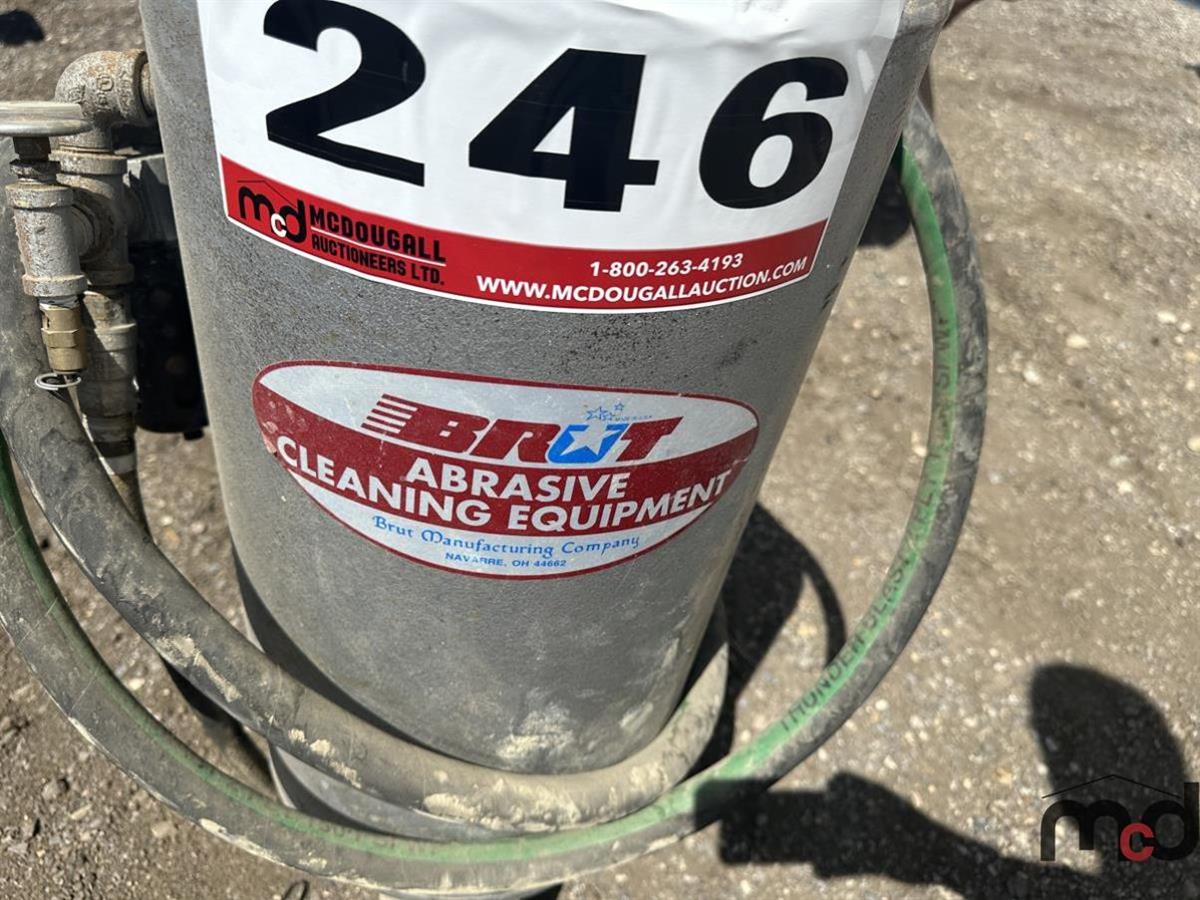 246
mcd MCDOUGALL
AUCTIONEERS LTD.
1-800-263-4193
WWW.MCDOUGALLAUCTION.COM
BRUT
ABRASIVE
CLEANING EQUIPMENT
Brut Manufacturing Company
NAVARRE, OH 44662
mcd